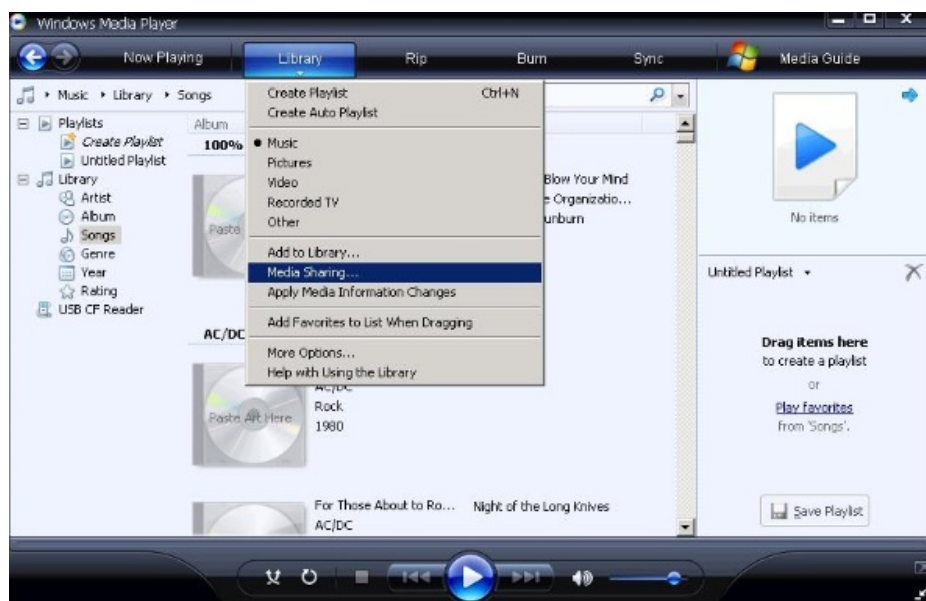 Windows Media Player
Now Playing Library Rip Burn Sync Media Guide
Music Library Songs
Playlists
Create Playlist
Untitled Playlist
Library
Artist
Album
Songs
Genre
Year
Rating
USB CF Reader
Album
100%
Paste
Create Playlist Ctrl+N
Create Auto Playlist
Music
Pictures
Video
Recorded TV
Other
Add to Library...
Media Sharing...
Apply Media Information Changes
Add Favorites to List When Dragging
More Options...
Help with Using the Library
Blow Your Mind
Organizatio...
unburn
AC/DC
AC/DC
Rock
1980
Paste Art Here
For Those About to Ro... Night of the Long Knives
AC/DC
No items
Untitled Playlist
Drag items here
to create a playlist
or
Play favorites
from 'Songs'.
Save Playlist